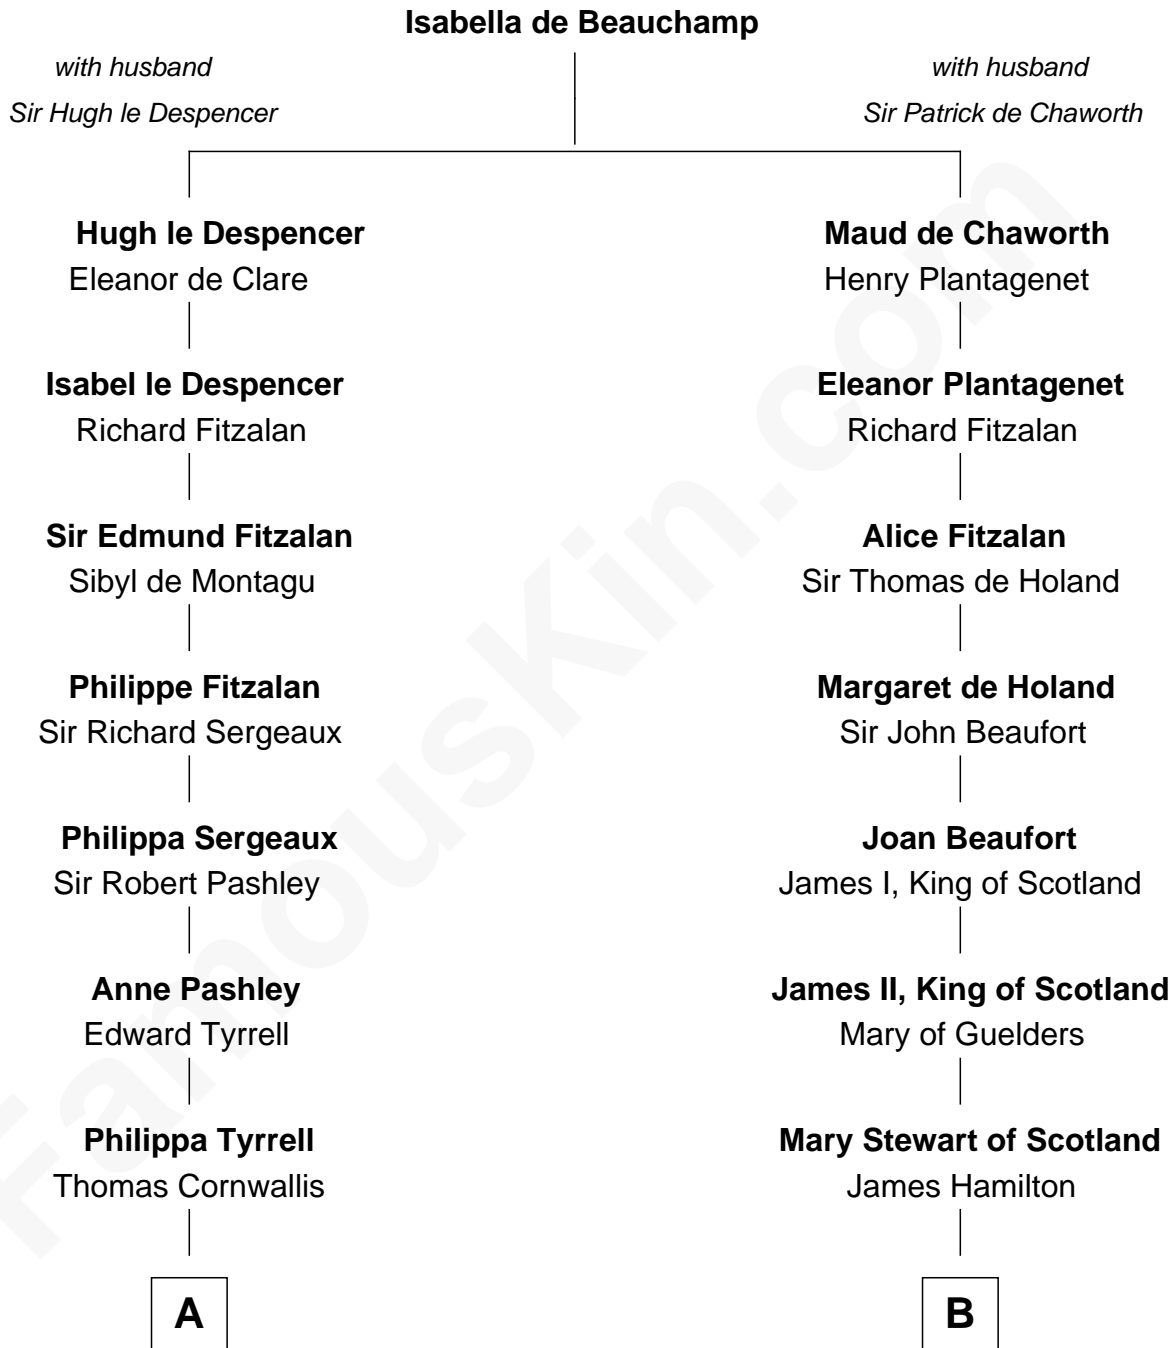 Isabella de Beauchamp
with husband
Sir Hugh le Despencer
with husband
Sir Patrick de Chaworth
Hugh le Despencer
Eleanor de Clare
Maud de Chaworth
Henry Plantagenet
Isabel le Despencer
Richard Fitzalan
Eleanor Plantagenet
Richard Fitzalan
Sir Edmund Fitzalan
Sibyl de Montagu
Alice Fitzalan
Sir Thomas de Holand
Philippe Fitzalan
Sir Richard Sergeaux
Margaret de Holand
Sir John Beaufort
Philippa Sergeaux
Sir Robert Pashley
Joan Beaufort
James I, King of Scotland
Anne Pashley
Edward Tyrrell
James II, King of Scotland
Mary of Guelders
Philippa Tyrrell
Thomas Cornwallis
Mary Stewart of Scotland
James Hamilton
A
B
FamousKin.com